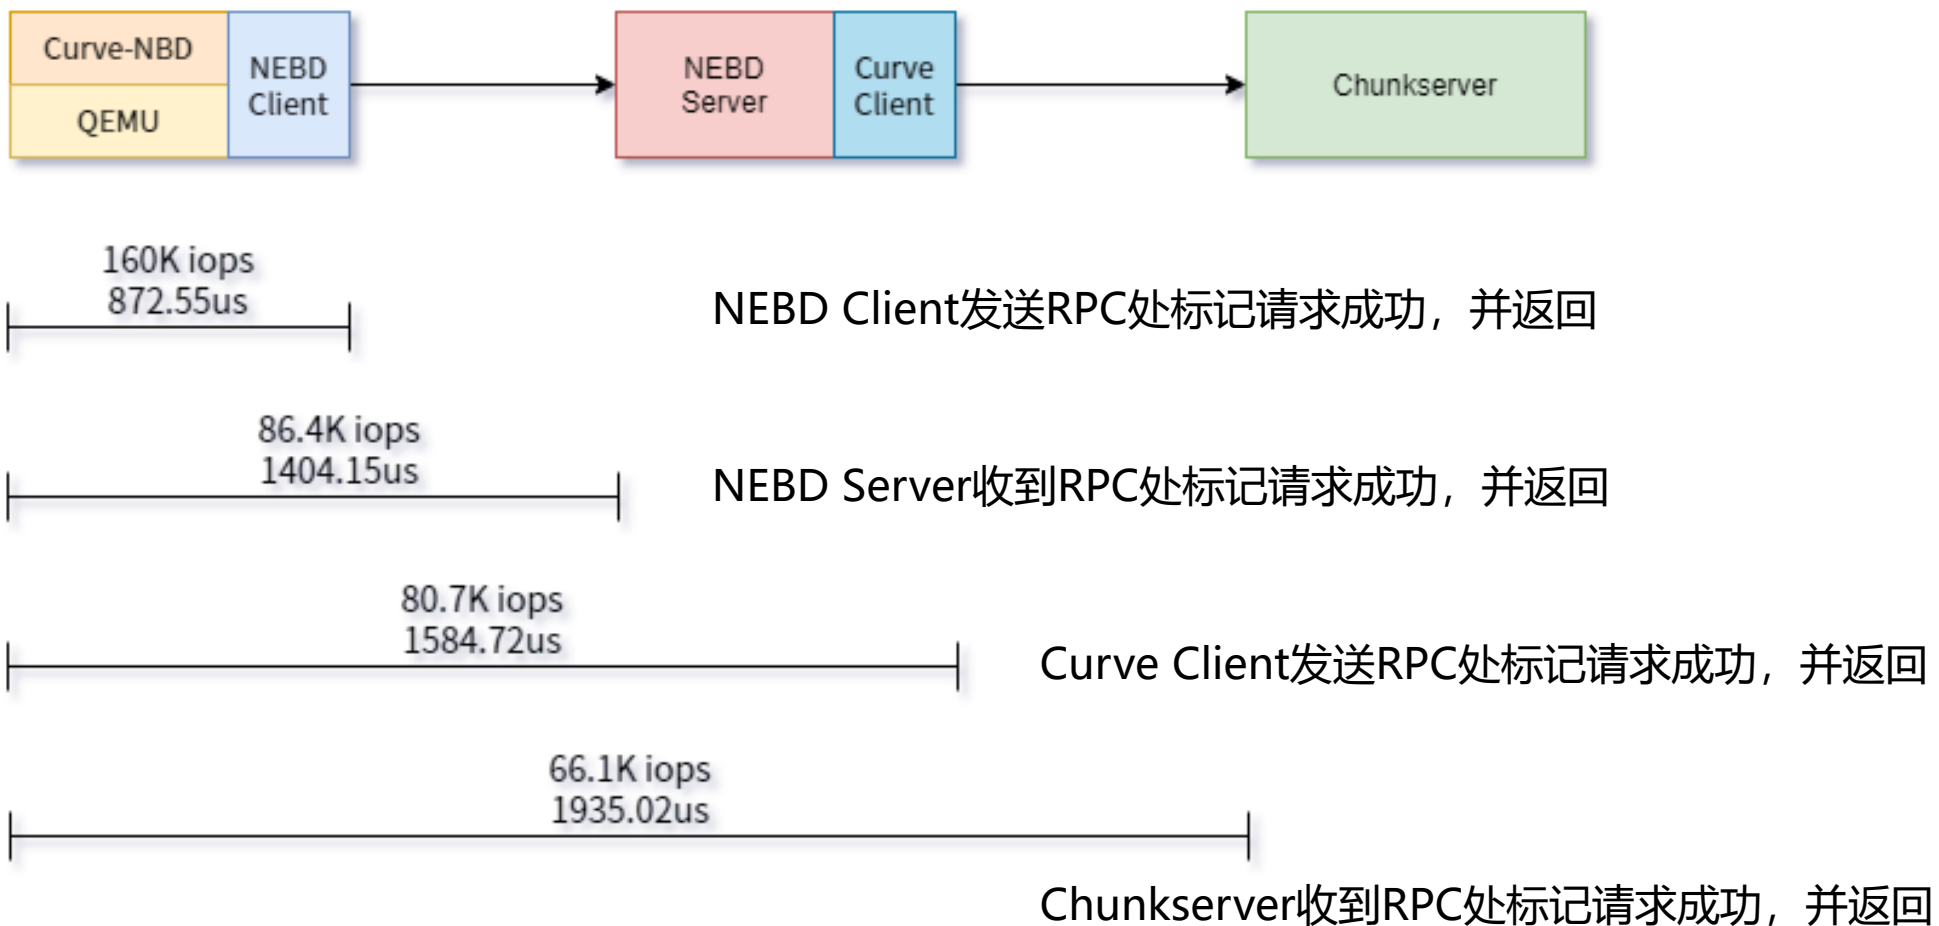 Curve-NBD
QEMU
NEBD
Client
NEBD
Server
Curve
Client
Chunkserver
160K iops
872.55us
NEBD Client发送RPC处标记请求成功，并返回
86.4K iops
1404.15us
NEBD Server收到RPC处标记请求成功，并返回
80.7K iops
1584.72us
Curve Client发送RPC处标记请求成功，并返回
66.1K iops
1935.02us
Chunkserver收到RPC处标记请求成功，并返回